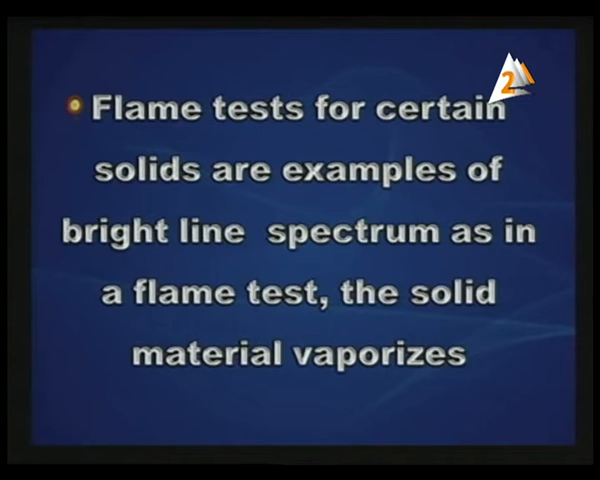 2
Flame tests for certain
solids are examples of
bright line spectrum as in
a flame test, the solid
material vaporizes